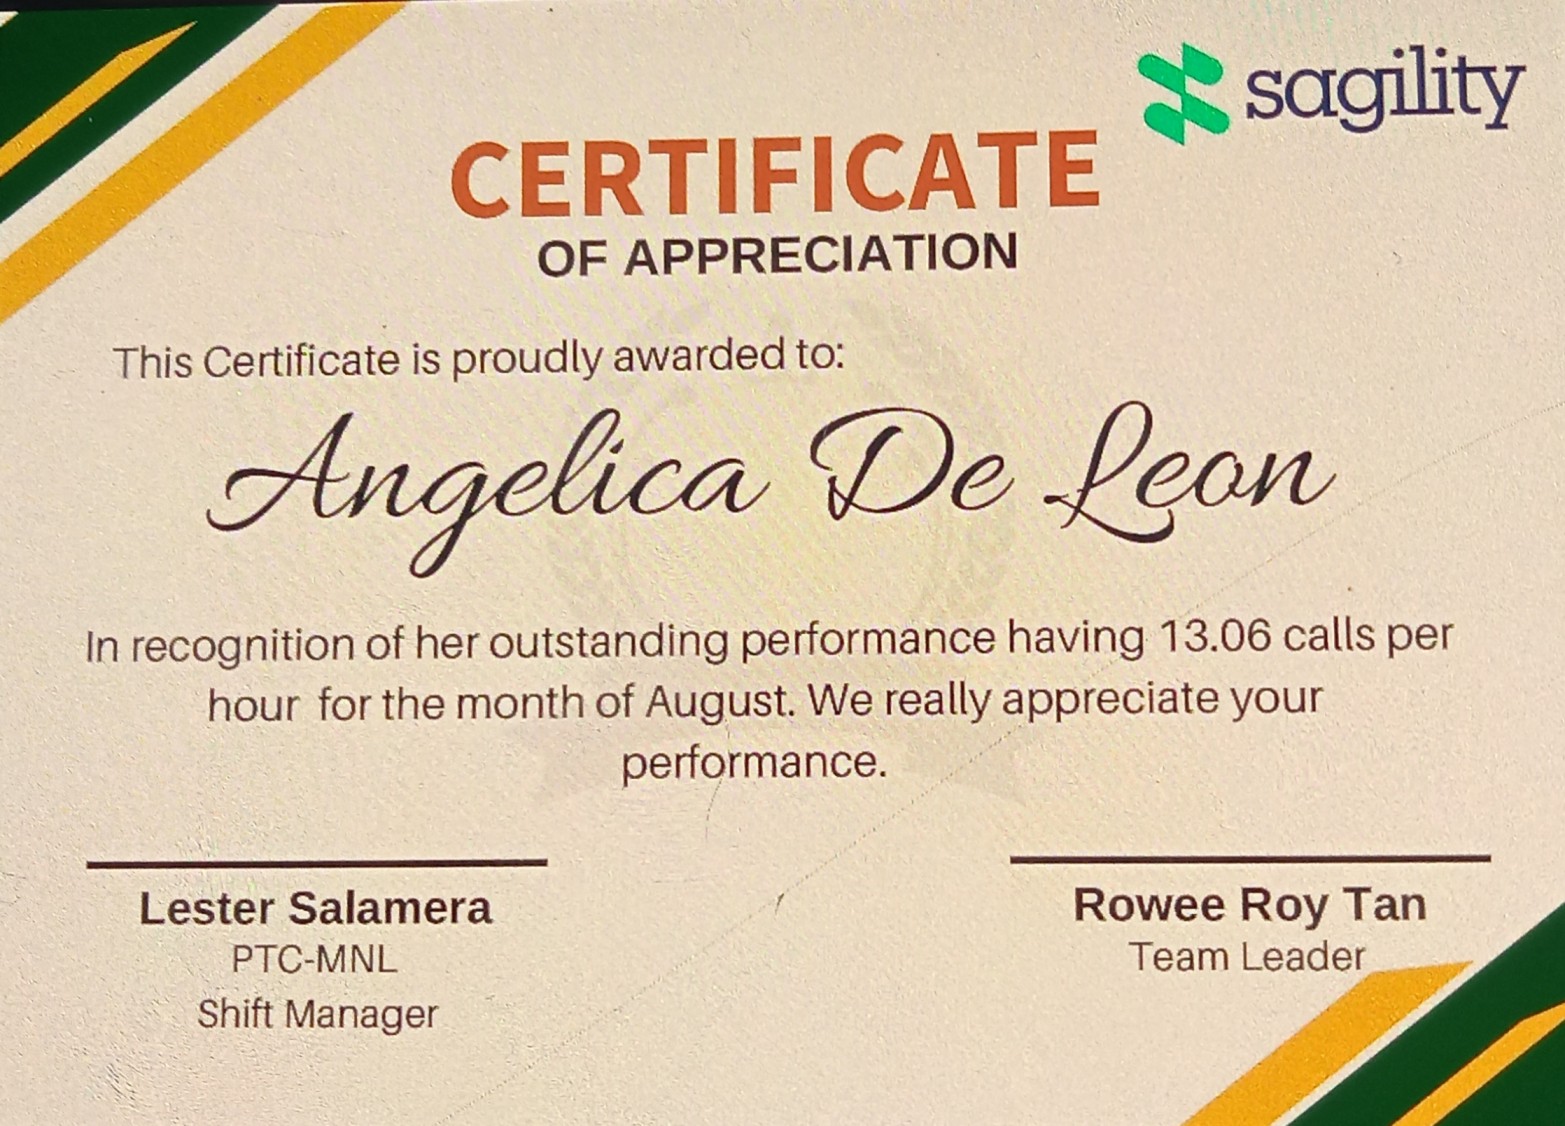 sagility
CERTIFICATE
OF APPRECIATION
This Certificate is proudly awarded to:
Angelica De Leon
In recognition of her outstanding performance having 13.06 calls per
hour for the month of August. We really appreciate your
performance.
Lester Salamera
PTC-MNL
Shift Manager
Rowee Roy Tan
Team Leader